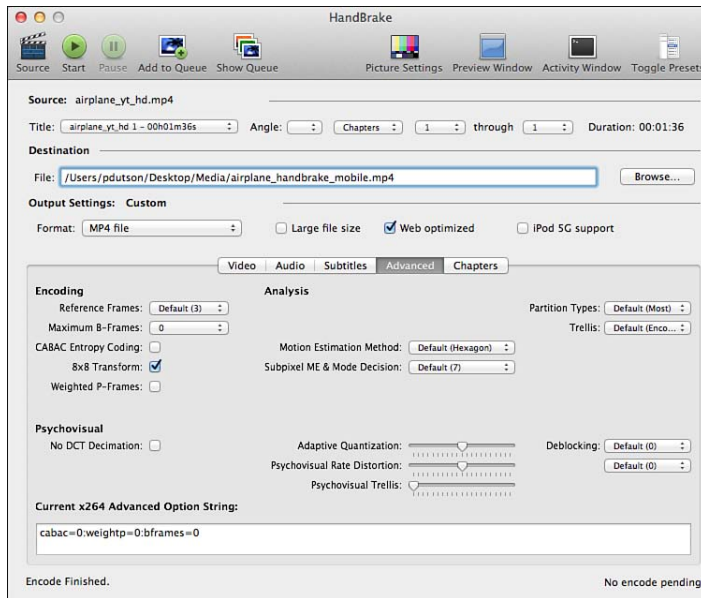 HandBrake
Source Start Pause Add to Queue Show Queue Picture Settings Preview Window Activity Window Toggle Presets
Source: airplane_yt_hd.mp4
Title: airplane_yt_hd 1 - 00h01m36s Angle: Chapters 1 through 1 Duration: 00:01:36
Destination
File: /Users/pdutson/Desktop/Media/airplane_handbrake_mobile.mp4 Browse...
Output Settings: Custom
Format: MP4 file Large file size Web optimized iPod 5G support
Video Audio Subtitles Advanced Chapters
Encoding Analysis
Reference Frames: Default (3) Partition Types: Default (Most)
Maximum B-Frames: 0 Trellis: Default (Enco...
CABAC Entropy Coding: Motion Estimation Method: Default (Hexagon)
8x8 Transform: Subpixel ME & Mode Decision: Default (7)
Weighted P-Frames:
Psychovisual
No DCT Decimation: Adaptive Quantization: Deblocking: Default (0)
Psychovisual Rate Distortion: Default (0)
Psychovisual Trellis:
Current x264 Advanced Option String:
cabac=0:weightp=0:bframes=0
Encode Finished. No encode pending